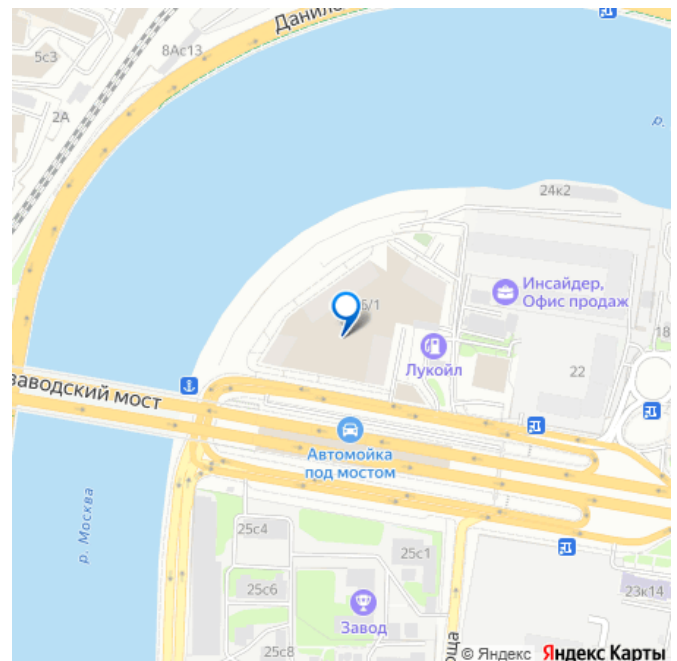 Данило
8Ас13
5с3
2А
р.
24к2
6/1
Инсайдер,
Офис продаж
Лукойл
18
22
заводский мост
Автомойка
под мостом
р. Москва
25с4
25с1
25с6
23к14
Завод
25с8
оща
© Яндекс Яндекс Карты